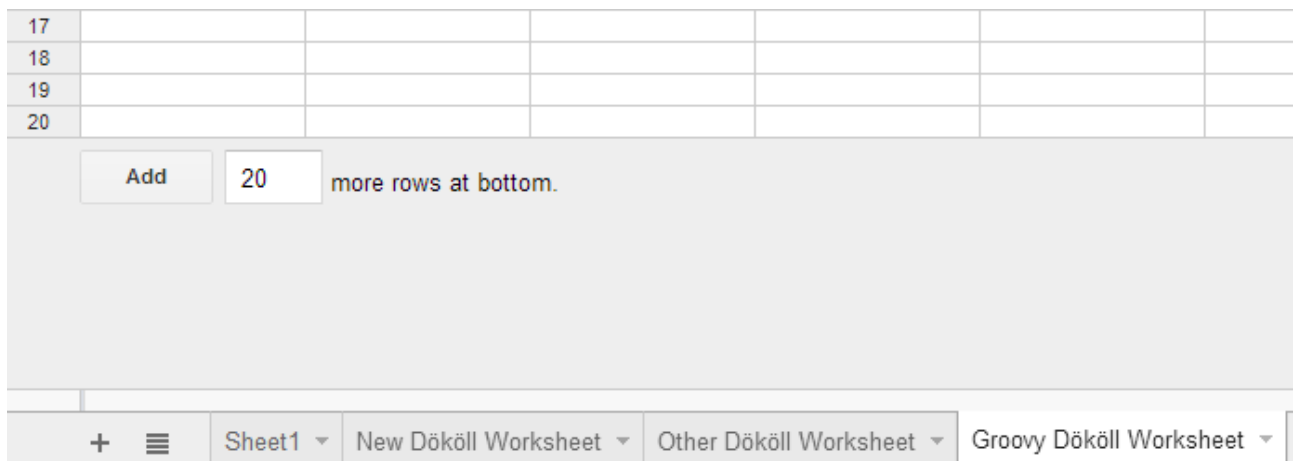 17
18
19
20
Add 20 more rows at bottom.
+ Sheet1 New Dököll Worksheet Other Dököll Worksheet Groovy Dököll Worksheet